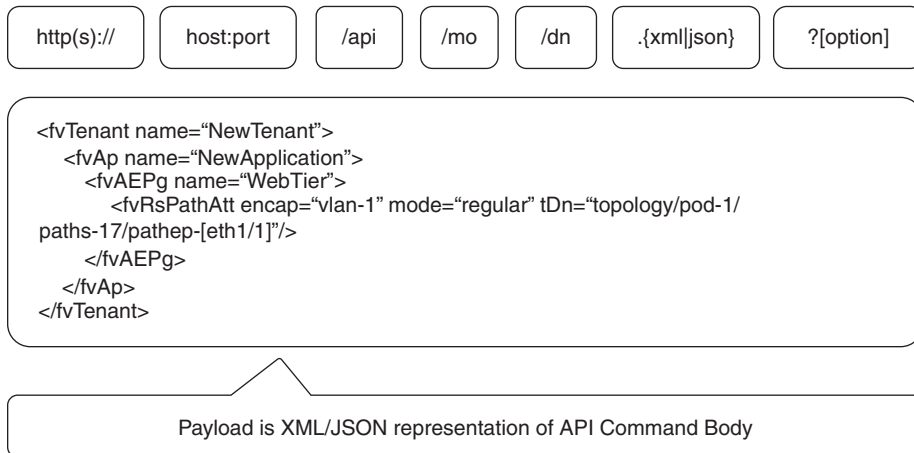 http(s):// host:port /api /mo /dn .{xml|json} ?[option]
<fvTenant name=“NewTenant”>
<fvAp name=“NewApplication”>
<fvAEPg name=“WebTier”>
<fvRsPathAtt encap=“vlan-1” mode=“regular” tDn=“topology/pod-1/
paths-17/pathep-[eth1/1]”/>
</fvAEPg>
</fvAp>
</fvTenant>
Payload is XML/JSON representation of API Command Body